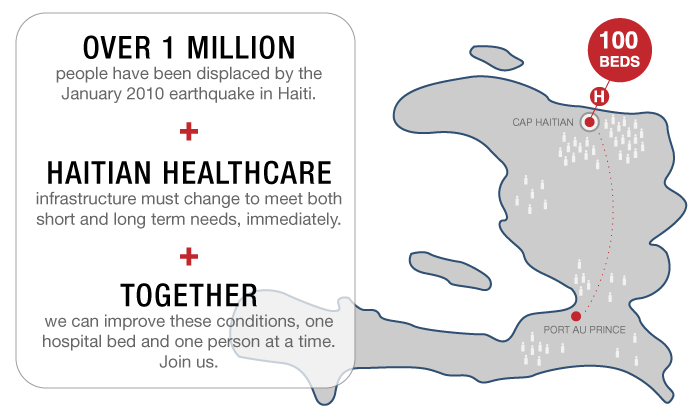 OVER 1 MILLION
people have been displaced by the
January 2010 earthquake in Haiti.
+
HAITIAN HEALTHCARE
infrastructure must change to meet both
short and long term needs, immediately.
+
TOGETHER
we can improve these conditions, one
hospital bed and one person at a time.
Join us.
100
BEDS
H
CAP HAITIAN
PORT AU PRINCE